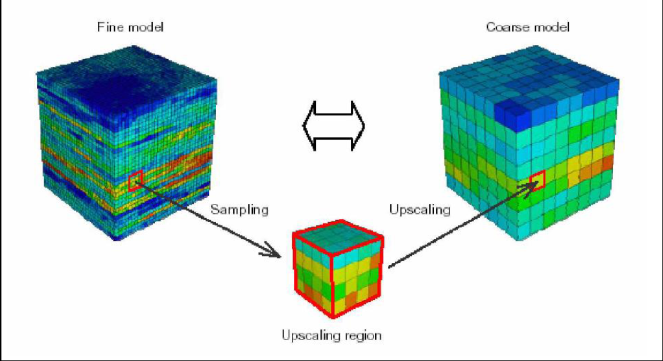 Fine model
Coarse model
Sampling
Upscaling
Upscaling region